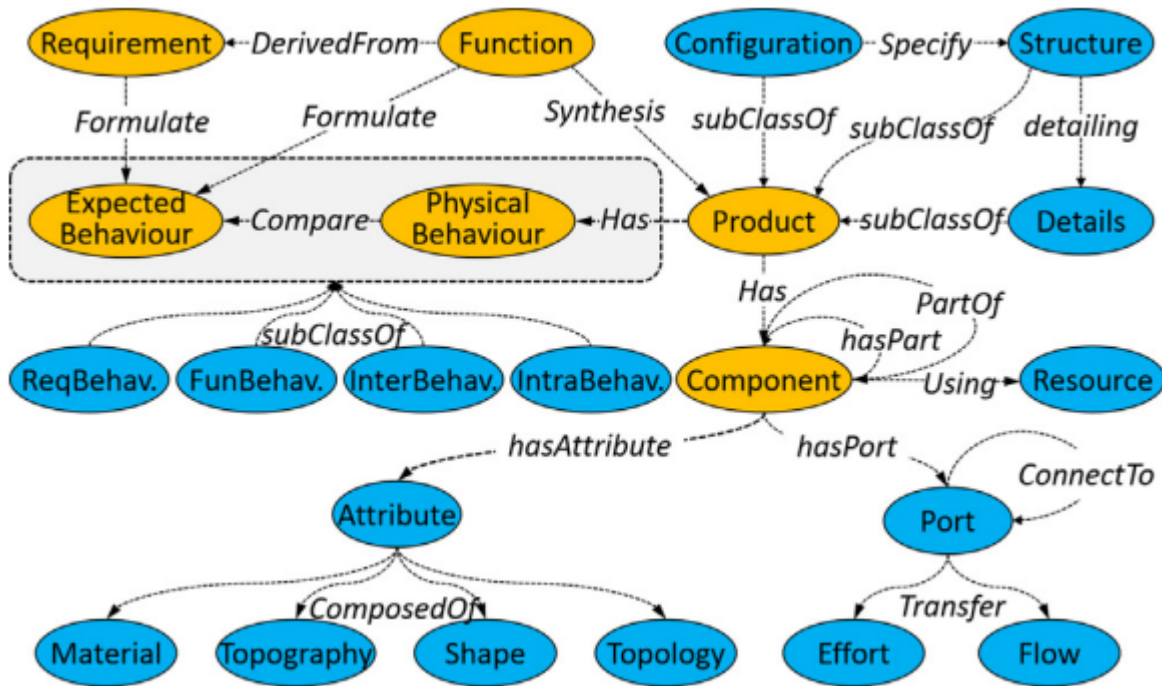 Requirement
DerivedFrom
Function
Configuration
Specify
Structure
Formulate
Formulate
Synthesis
subClassOf
subClassOf
detailing
Expected
Behaviour
Compare
Physical
Behaviour
Has
Product
subClassOf
Details
Has
PartOf
hasPart
subClassOf
ReqBehav.
FunBehav.
InterBehav.
IntraBehav.
Component
Using
Resource
hasAttribute
hasPort
ConnectTo
Attribute
Port
ComposedOf
Transfer
Material
Topography
Shape
Topology
Effort
Flow